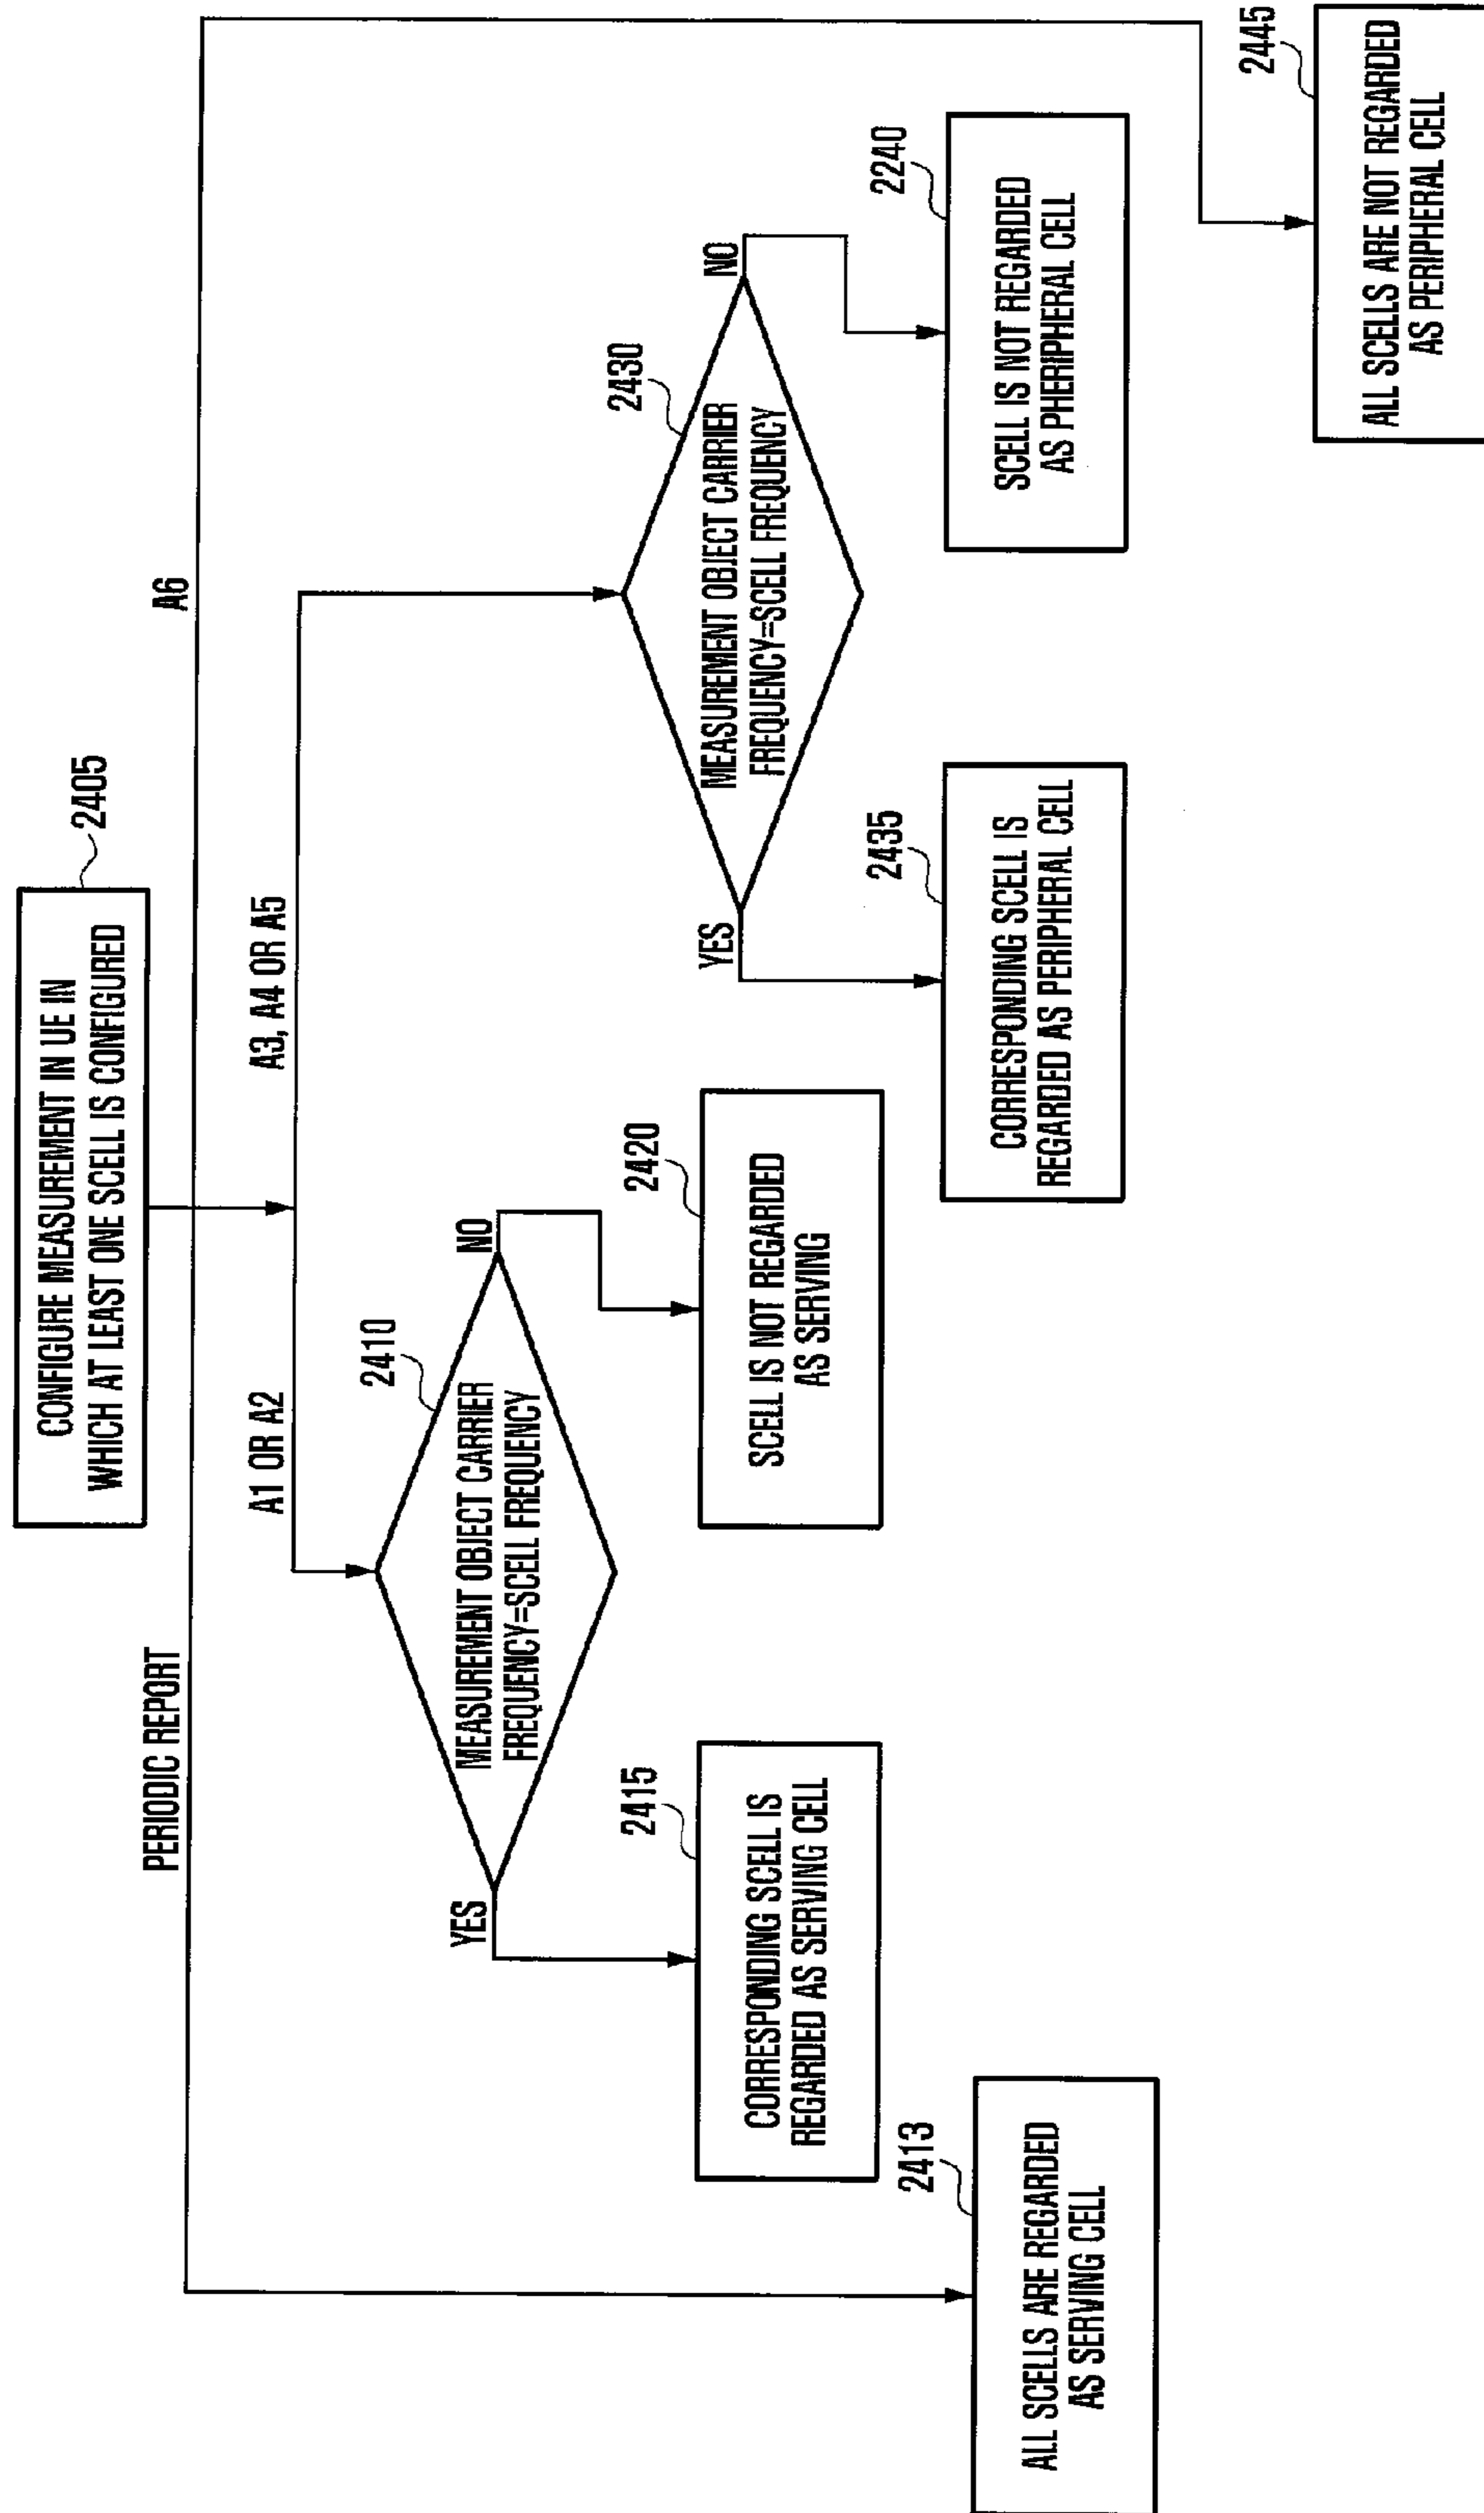 CONFIGURE MEASUREMENT IN UE IN
WHICH AT LEAST ONE SCELL IS CONFIGURED
2405
PERIODIC REPORT
A6
A1 OR A2
A3, A4 OR A5
2410
MEASUREMENT OBJECT CARRIER
FREQUENCY=SCELL FREQUENCY
YES
NO
2430
MEASUREMENT OBJECT CARRIER
FREQUENCY=SCELL FREQUENCY
YES
NO
2413
ALL SCELLS ARE REGARDED
AS SERVING CELL
2415
CORRESPONDING SCELL IS
REGARDED AS SERVING CELL
2420
SCELL IS NOT REGARDED
AS SERVING
2435
CORRESPONDING SCELL IS
REGARDED AS PERIPHERAL CELL
2240
SCELL IS NOT REGARDED
AS PHERIPHERAL CELL
2445
ALL SCELLS ARE NOT REGARDED
AS PERIPHERAL CELL